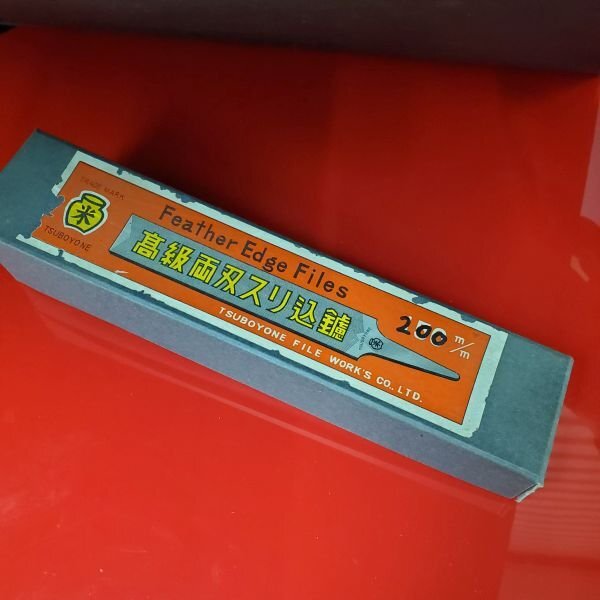 TRADE MARK
米
TSUBOYONE
Feather Edge Files
高級両刃スリ込鑢
200 m/m
TSUBOYONE FILE WORK'S CO., LTD.